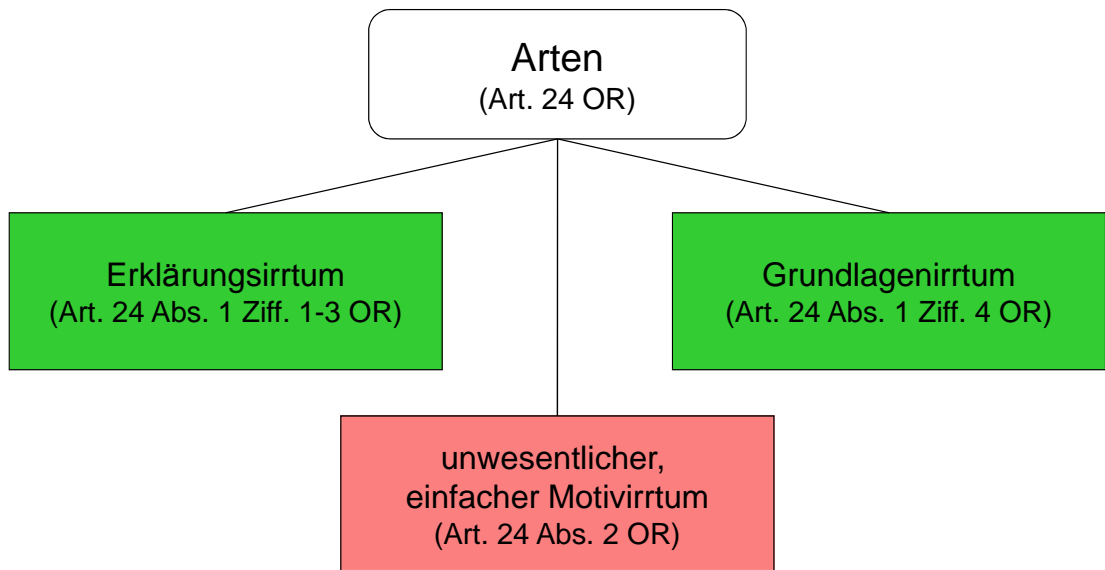 Arten
(Art. 24 OR)
Erklärungsirrtum
(Art. 24 Abs. 1 Ziff. 1-3 OR)
Grundlagenirrtum
(Art. 24 Abs. 1 Ziff. 4 OR)
unwesentlicher,
einfacher Motivirrtum
(Art. 24 Abs. 2 OR)